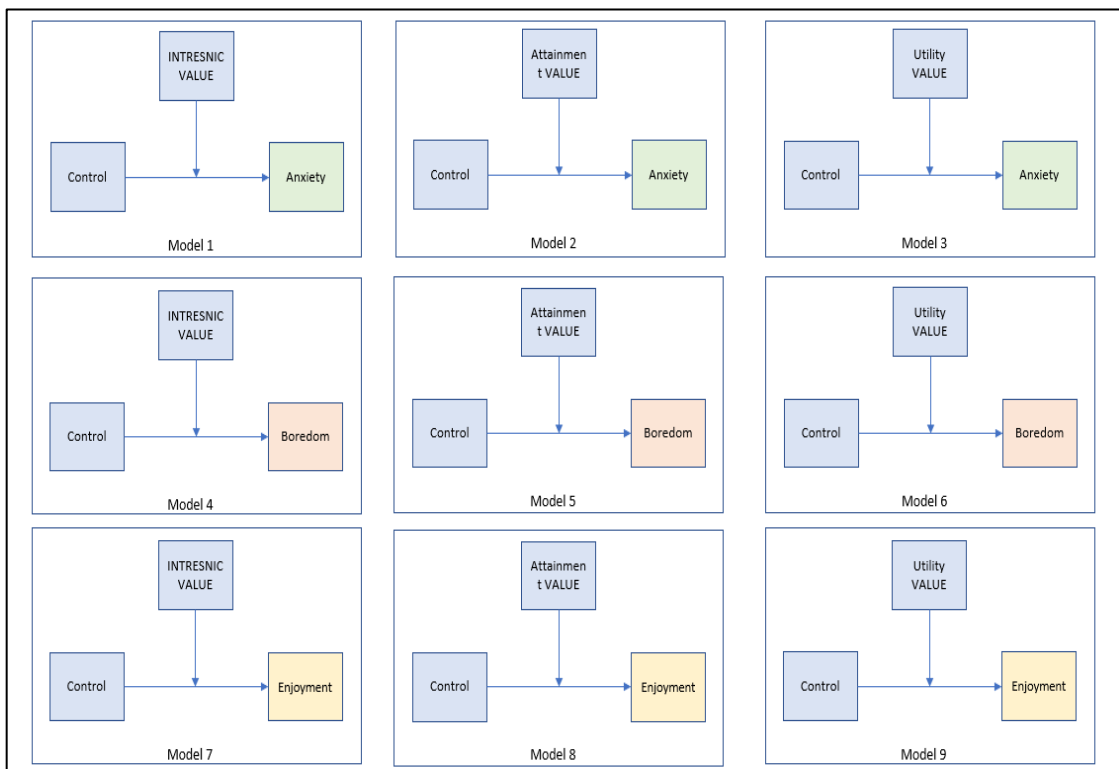 INTRESNIC
VALUE
Control
Anxiety
Model 1
Attainmen
t VALUE
Control
Anxiety
Model 2
Utility
VALUE
Control
Anxiety
Model 3
INTRESNIC
VALUE
Control
Boredom
Model 4
Attainmen
t VALUE
Control
Boredom
Model 5
Utility
VALUE
Control
Boredom
Model 6
INTRESNIC
VALUE
Control
Enjoyment
Model 7
Attainmen
t VALUE
Control
Enjoyment
Model 8
Utility
VALUE
Control
Enjoyment
Model 9